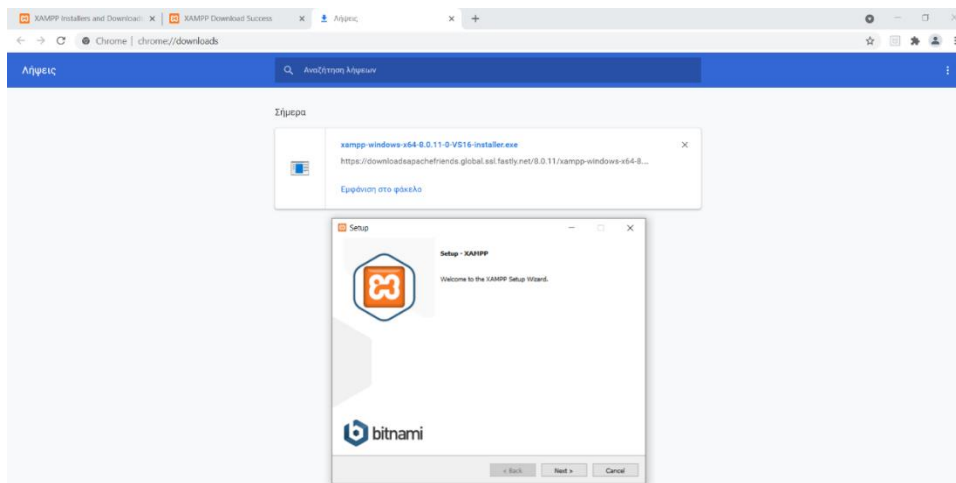 XAMPP Installers and Downloads
XAMPP Download Success
Λήψεις
Chrome | chrome://downloads
Λήψεις
Αναζήτηση λήψεων
Σήμερα
xampp-windows-x64-8.0.11-0-VS16-installer.exe
https://downloadsapachefriends.global.ssl.fastly.net/8.0.11/xampp-windows-x64-8...
Εμφάνιση στο φάκελο
Setup
Setup - XAMPP
Welcome to the XAMPP Setup Wizard.
bitnami
< Back
Next >
Cancel